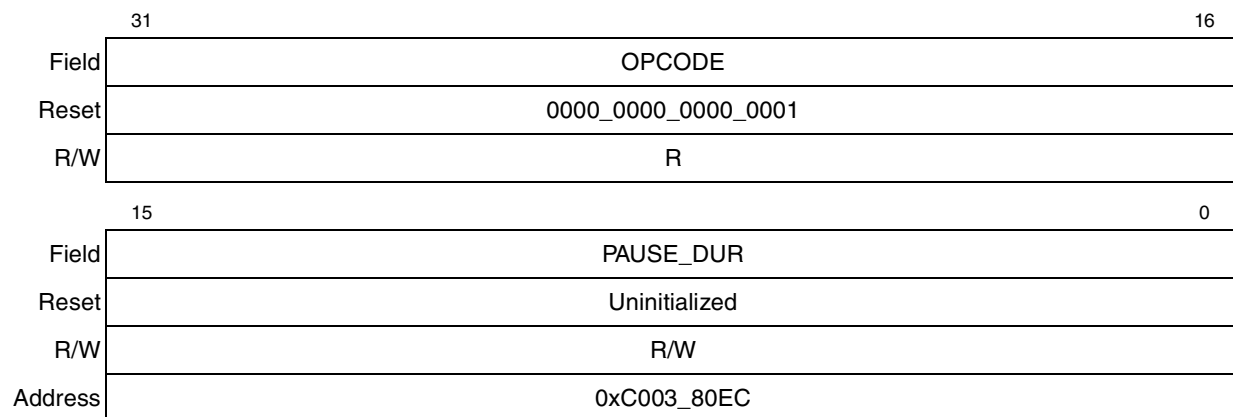 31 16
Field OPCODE
Reset 0000_0000_0000_0001
R/W R
15 0
Field PAUSE_DUR
Reset Uninitialized
R/W R/W
Address 0xC003_80EC